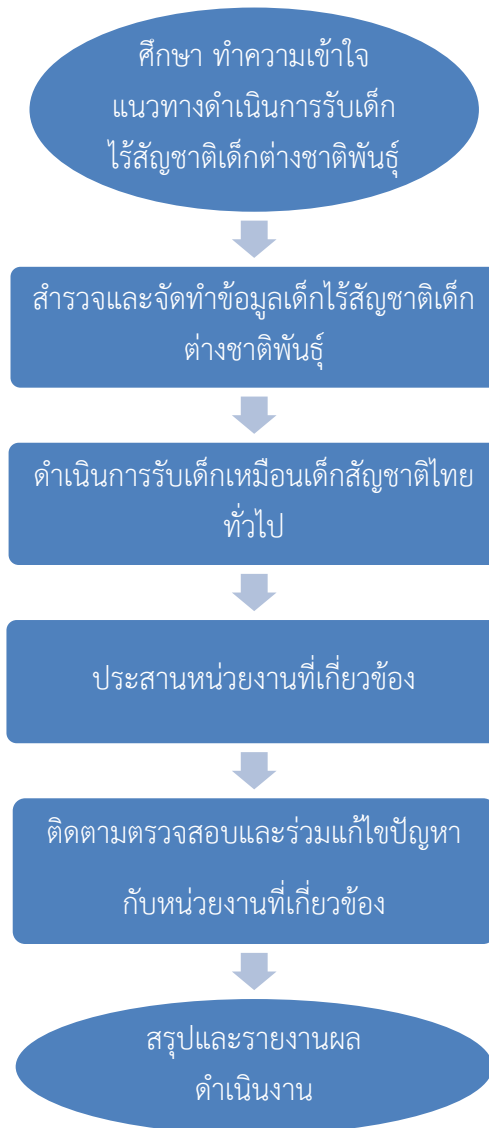 ศึกษา ทำความเข้าใจ
แนวทางดำเนินการรับเด็ก
ไร้สัญชาติเด็กต่างชาติพันธุ์
สำรวจและจัดทำข้อมูลเด็กไร้สัญชาติเด็ก
ต่างชาติพันธุ์
ดำเนินการรับเด็กเหมือนเด็กสัญชาติไทย
ทั่วไป
ประสานหน่วยงานที่เกี่ยวข้อง
ติดตามตรวจสอบและร่วมแก้ไขปัญหา
กับหน่วยงานที่เกี่ยวข้อง
สรุปและรายงานผล
ดำเนินงาน